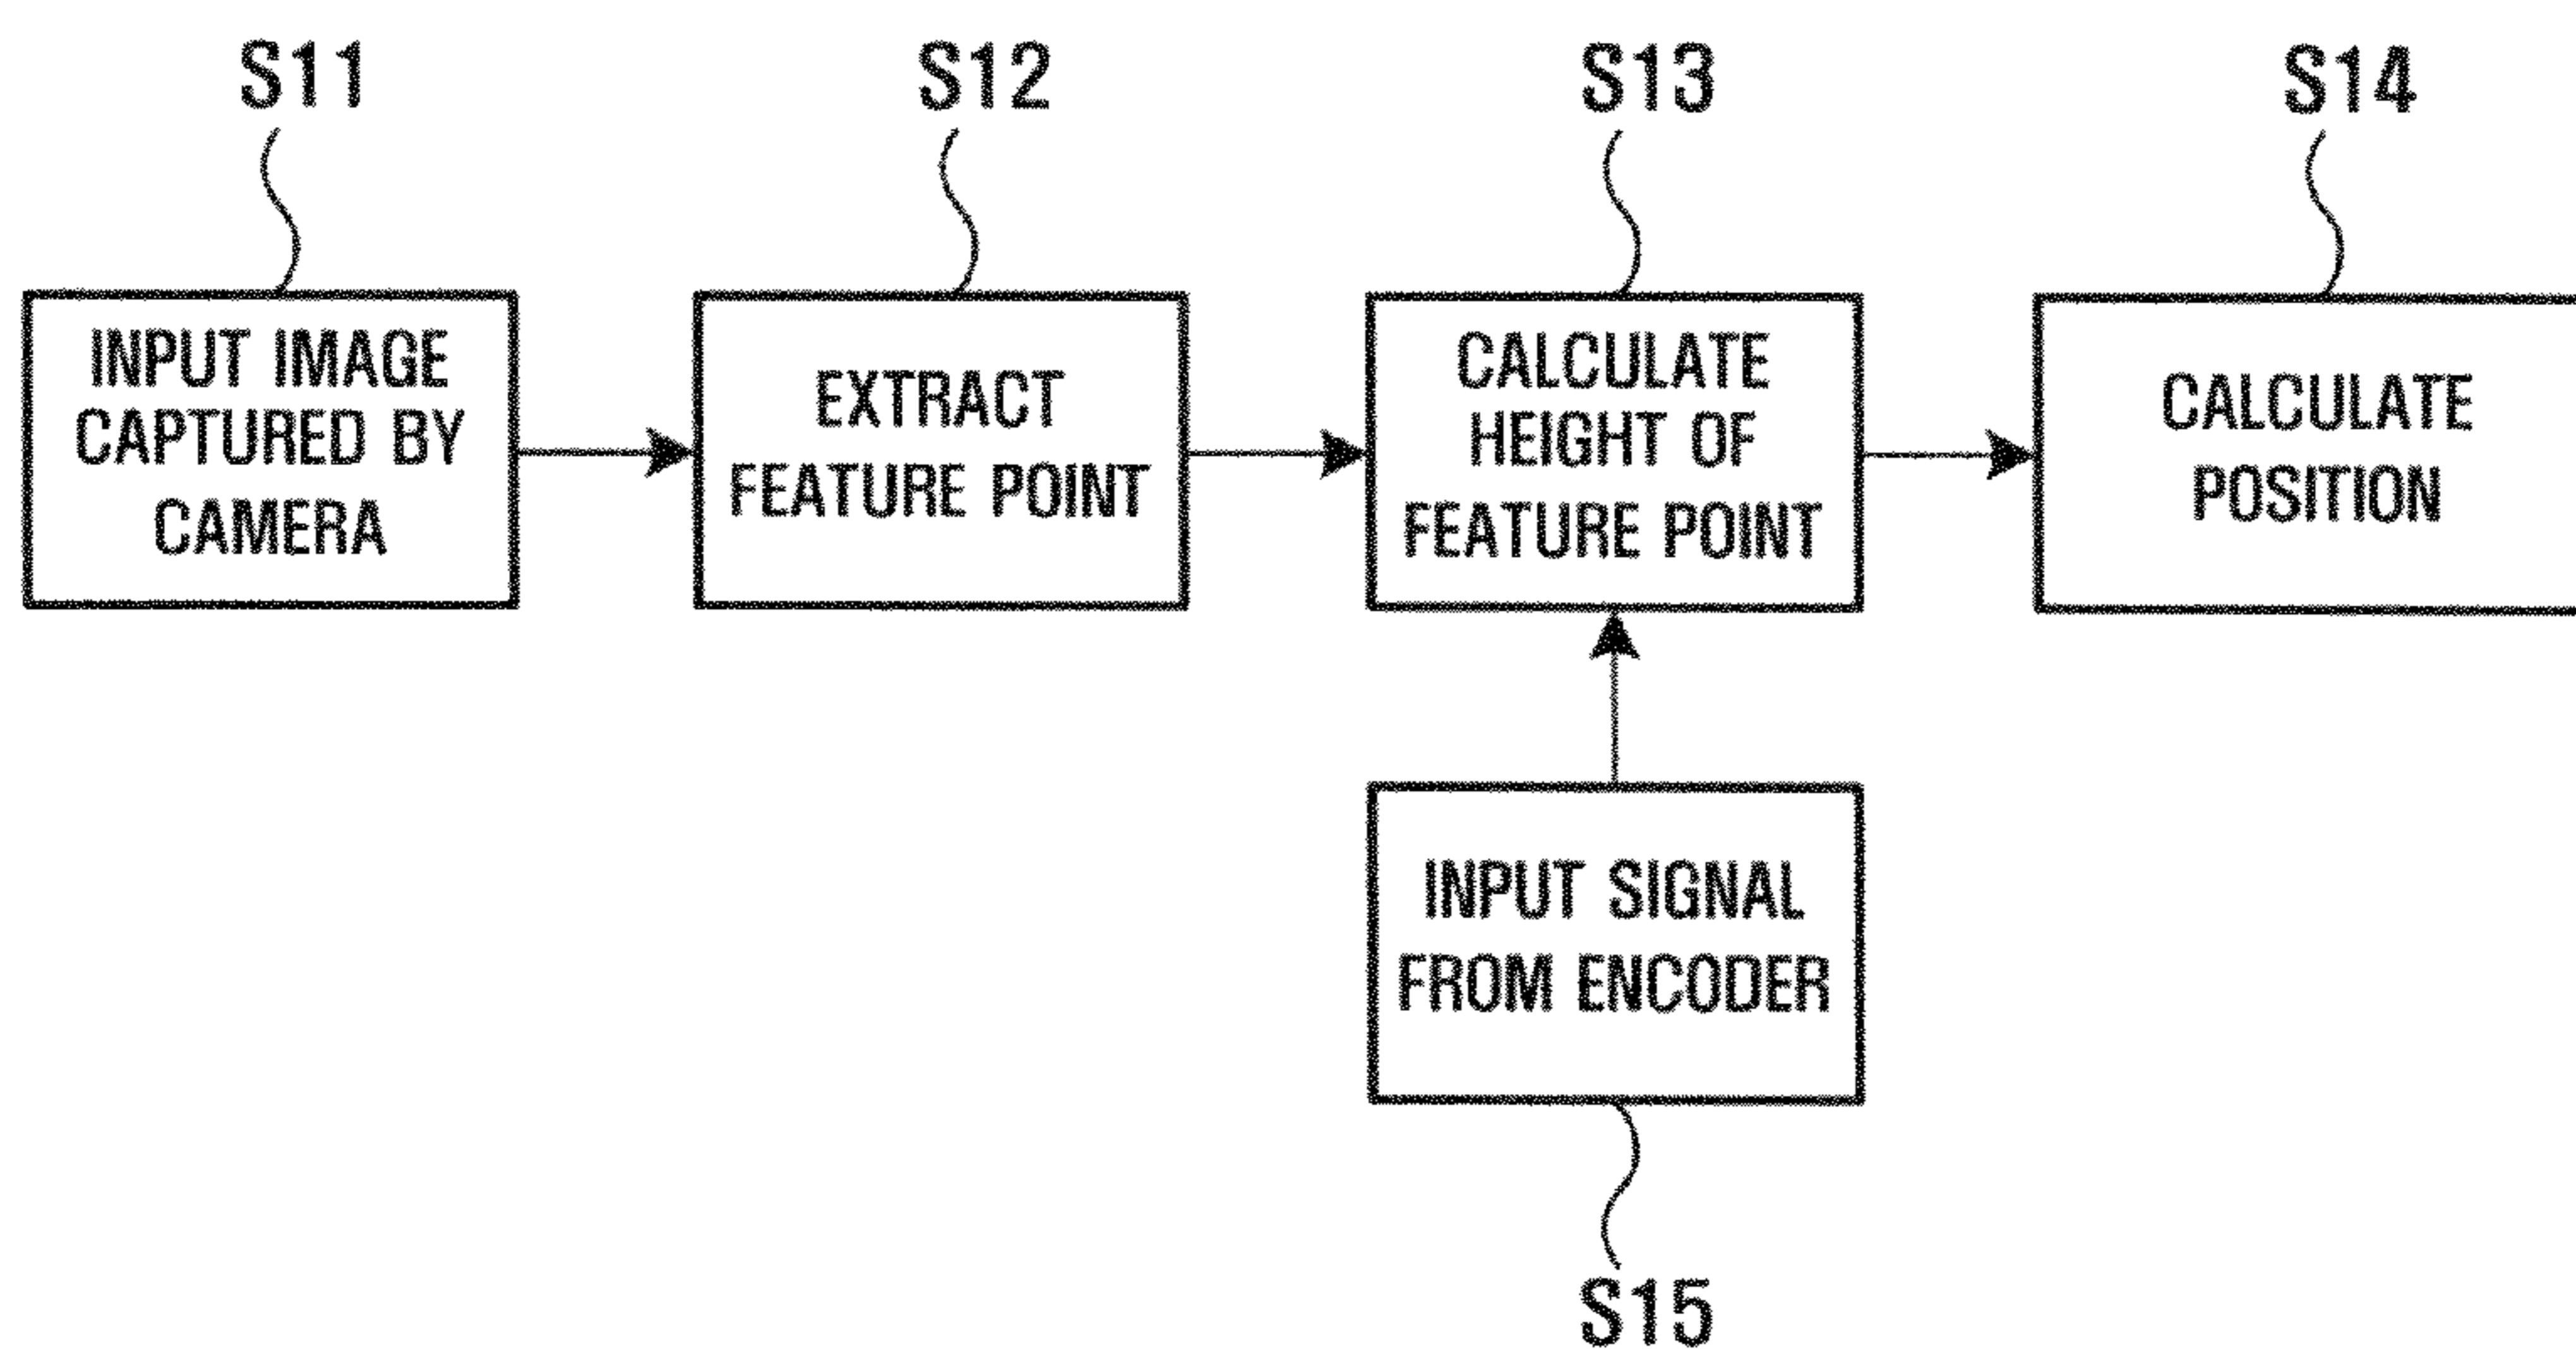 S11
S12
S13
S14
INPUT IMAGE
CAPTURED BY
CAMERA
EXTRACT
FEATURE POINT
CALCULATE
HEIGHT OF
FEATURE POINT
CALCULATE
POSITION
INPUT SIGNAL
FROM ENCODER
S15